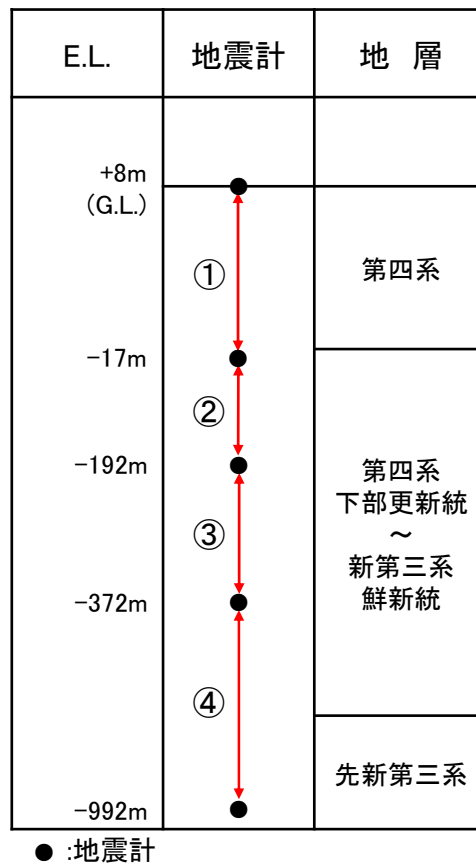 E.L. 地震計 地 層
+8m
(G.L.)
① 第四系
−17m
②
−192m
第四系
下部更新統
～
新第三系
鮮新統
③
−372m
④
先新第三系
−992m
● :地震計